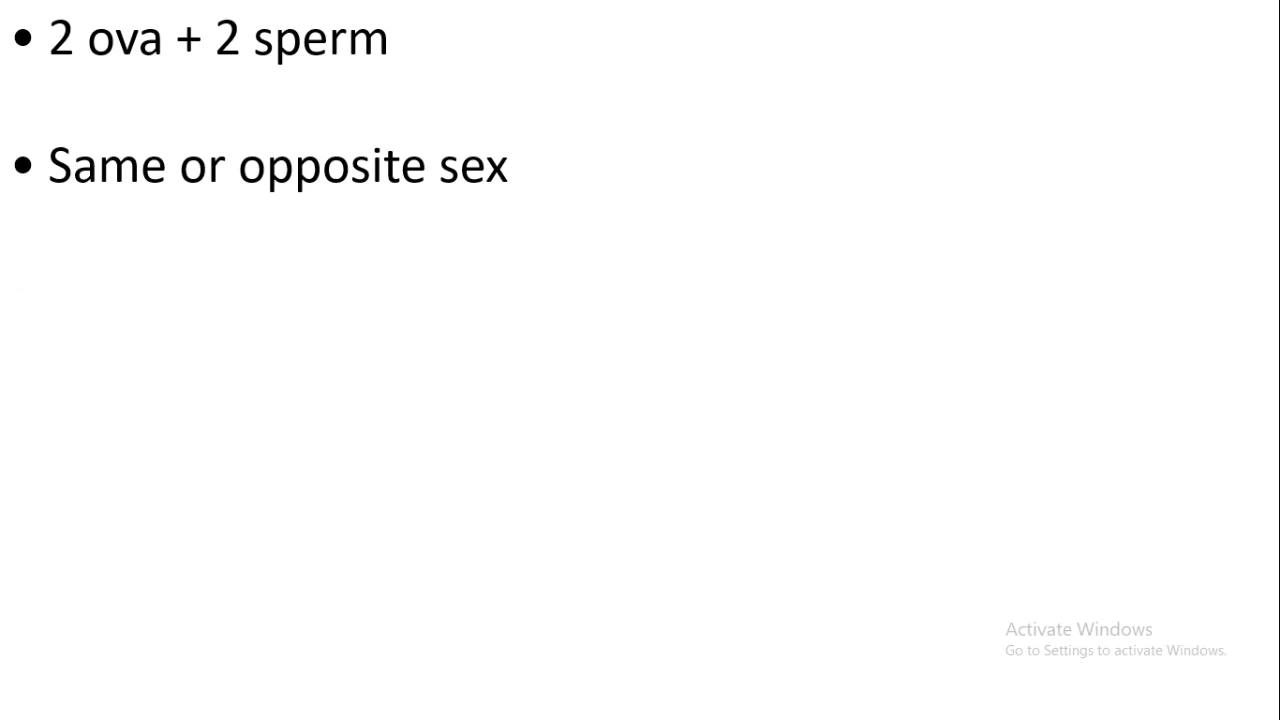 • 2 ova + 2 sperm
• Same or opposite sex
Activate Windows
Go to Settings to activate Windows.